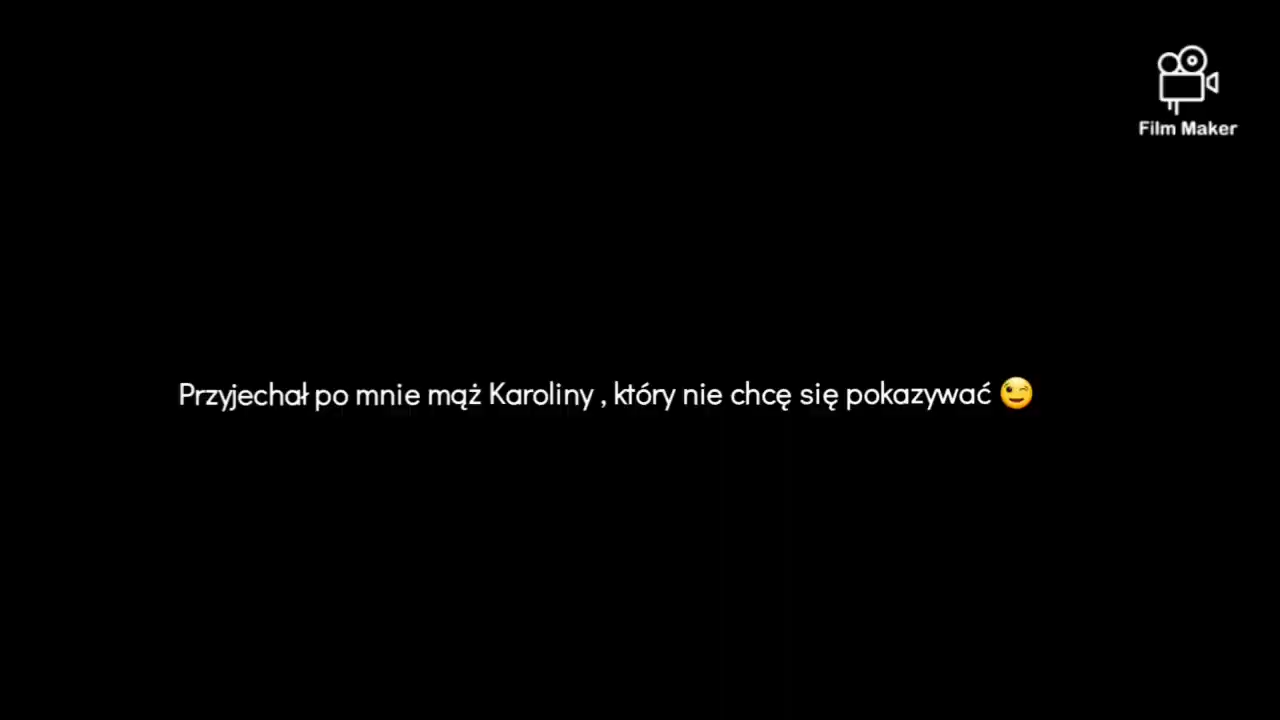 Film Maker
Przyjechał po mnie mąż Karoliny , który nie chcę się pokazywać 😉